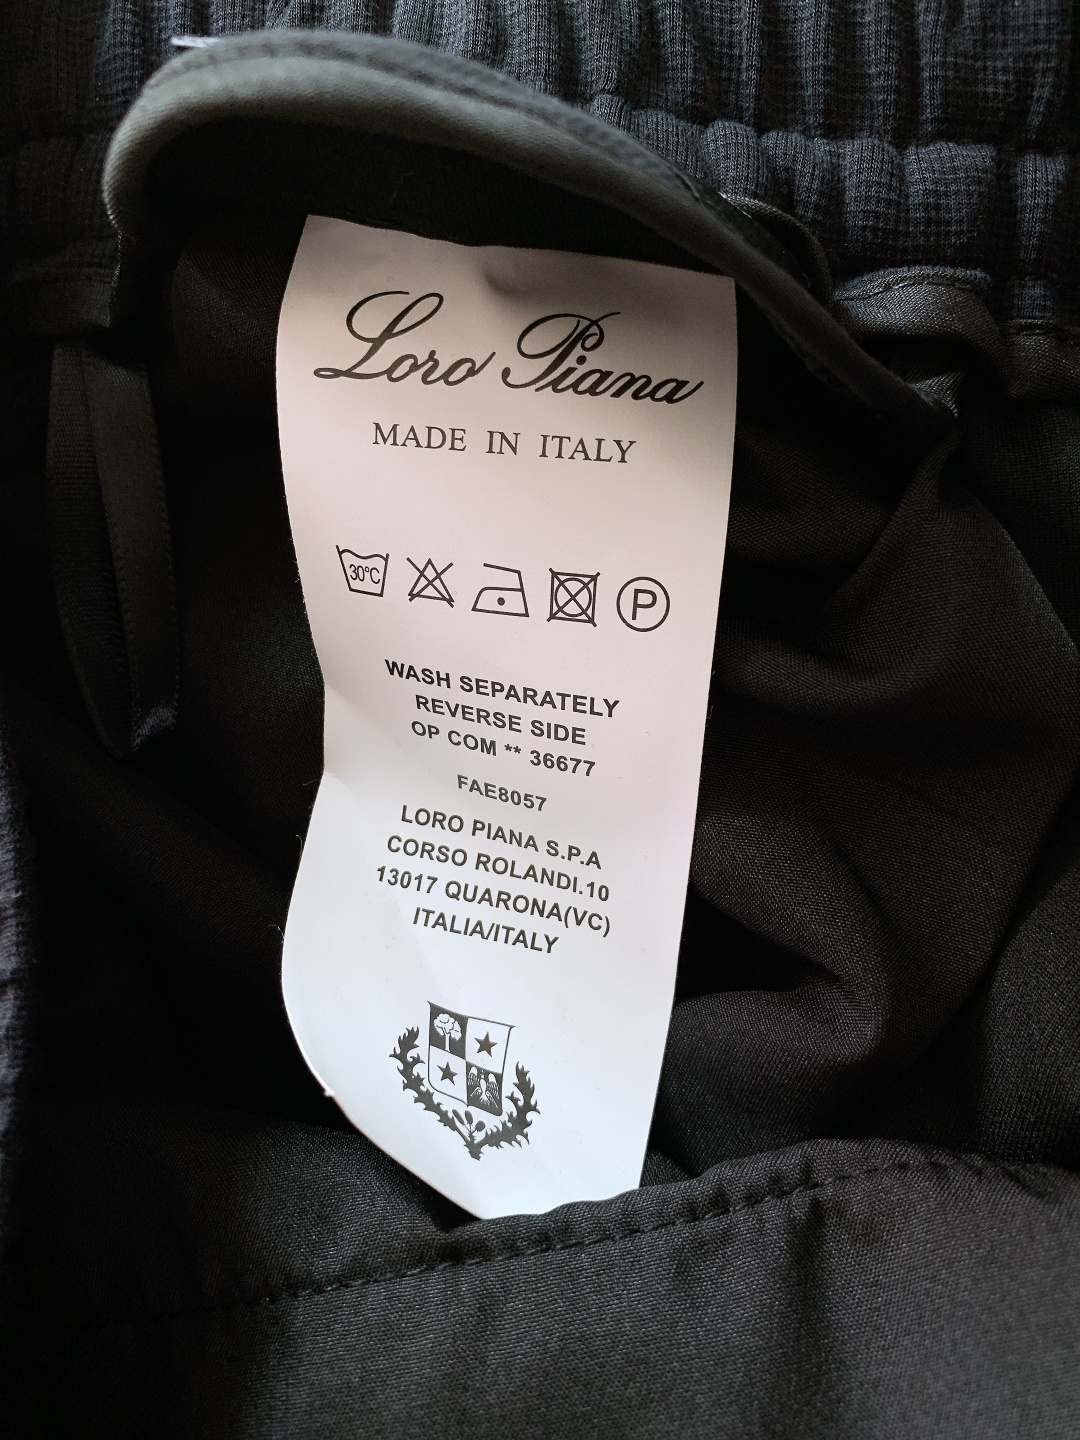 Loro Piana
MADE IN ITALY
30°C
P
WASH SEPARATELY
REVERSE SIDE
OP COM ** 36677
FAE8057
LORO PIANA S.P.A
CORSO ROLANDI.10
13017 QUARONA(VC)
ITALIA/ITALY